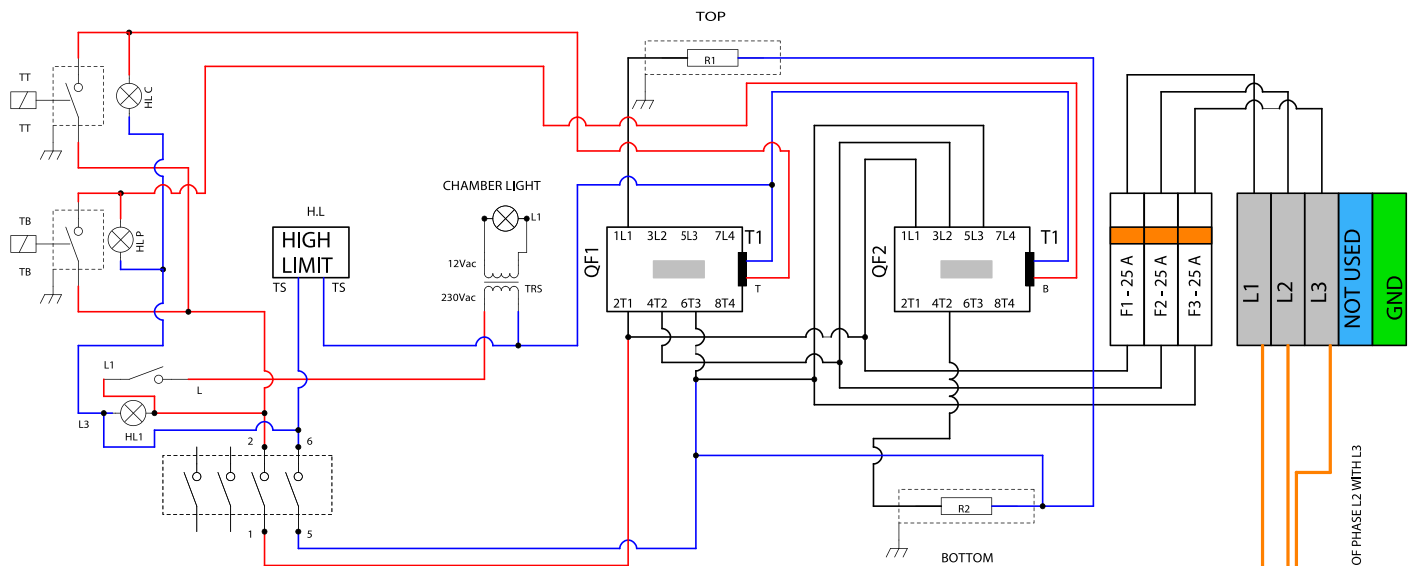 TOP
R1
TT
TT
HL C
TB
TB
HL P
H.L
HIGH
LIMIT
TS
TS
CHAMBER LIGHT
L1
12Vac
230Vac
TRS
QF1
1L1 3L2 5L3 7L4
T1
T
2T1 4T2 6T3 8T4
QF2
1L1 3L2 5L3 7L4
T1
B
2T1 4T2 6T3 8T4
F1 - 25 A
F2 - 25 A
F3 - 25 A
L1
L2
L3
NOT USED
GND
L1
L
L3
HL1
2
6
1
5
R2
BOTTOM
OF PHASE L2 WITH L3